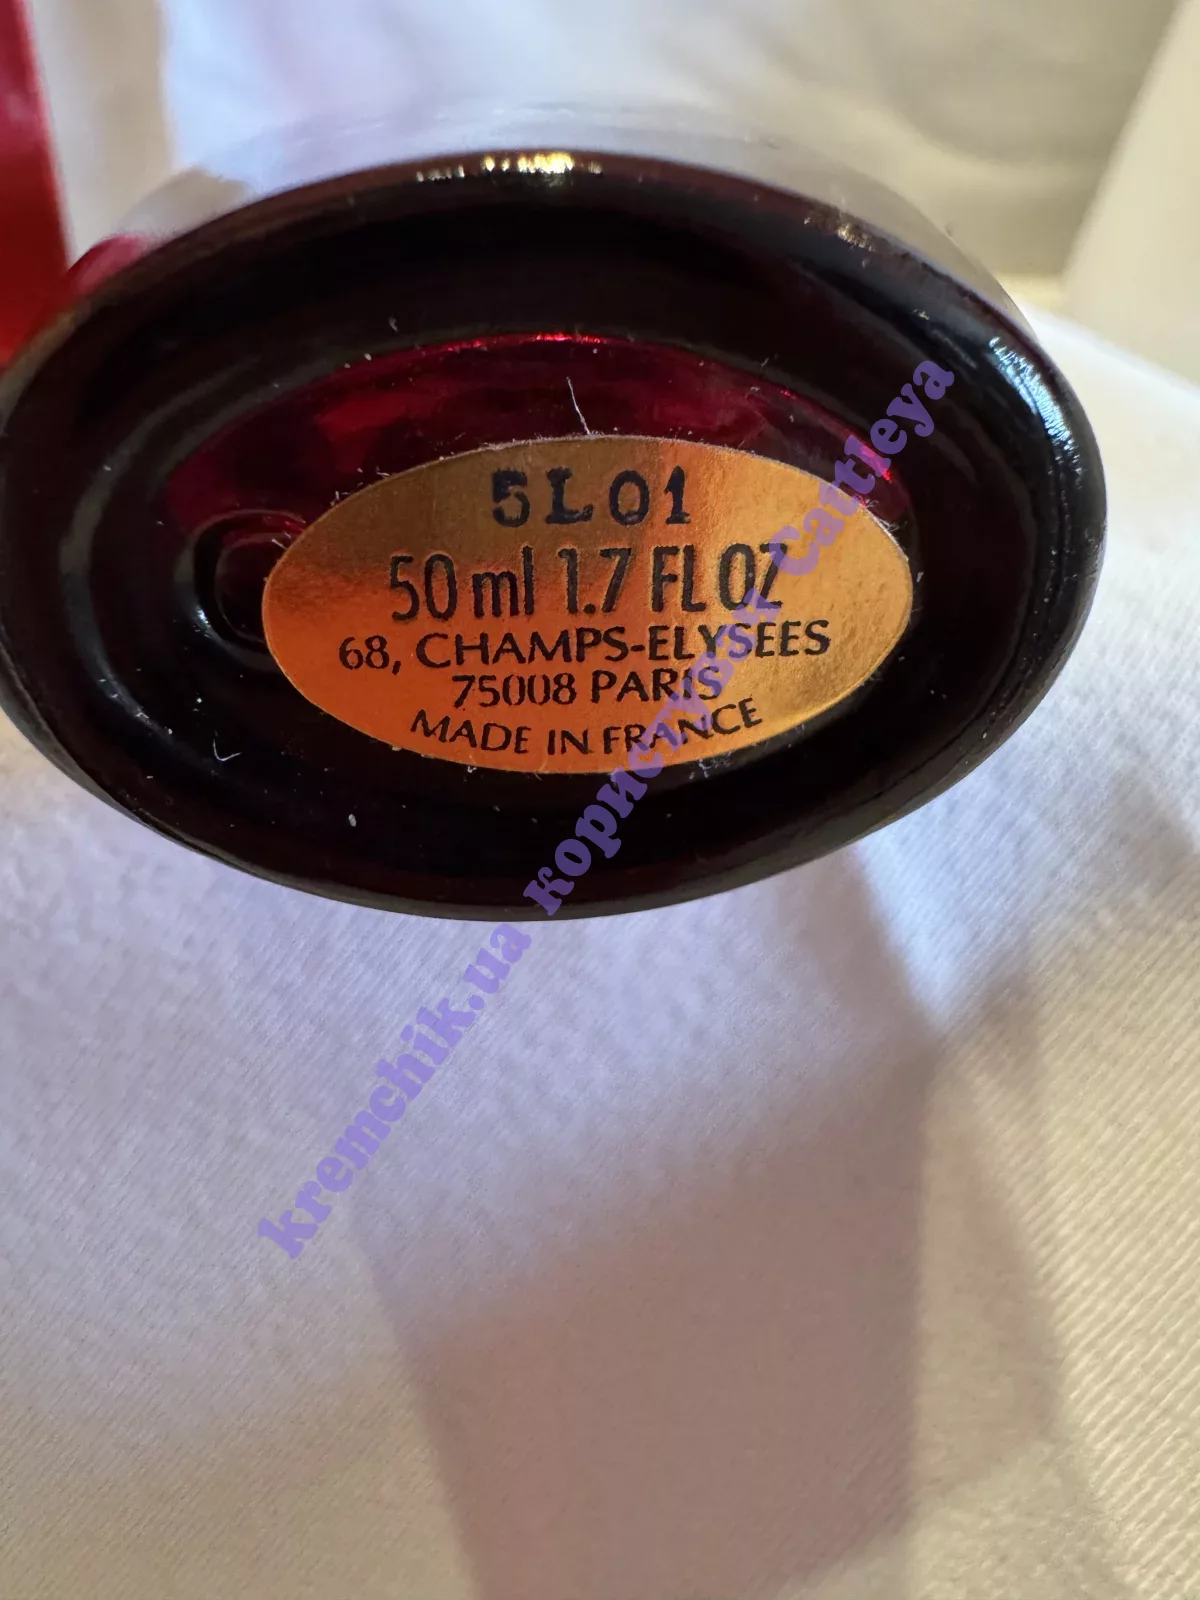 5L01
50 ml 1.7 FL OZ
68, CHAMPS-ELYSEES
75008 PARIS
MADE IN FRANCE
kremchik.ua користувач Cattleya